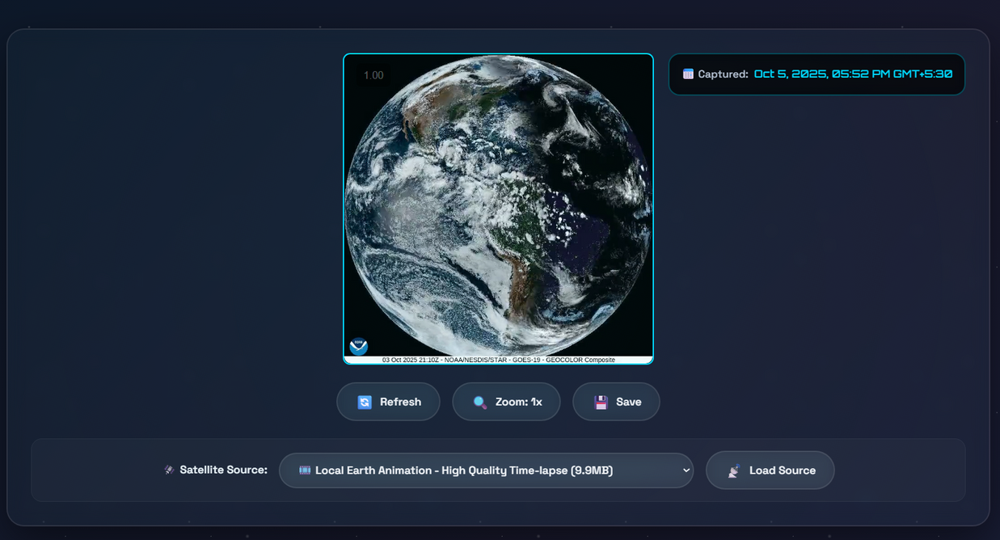 1.00
📅 Captured: Oct 5, 2025, 05:52 PM GMT+5:30
03 Oct 2025 21:10Z - NOAA/NESDIS/STAR - GOES-19 - GEOCOLOR Composite
🔄 Refresh
🔍 Zoom: 1x
💾 Save
🛰️ Satellite Source:
🎞️ Local Earth Animation - High Quality Time-lapse (9.9MB)
📡 Load Source